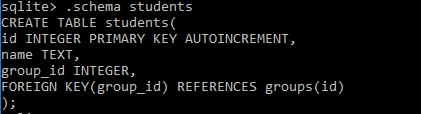 sqlite> .schema students
CREATE TABLE students(
id INTEGER PRIMARY KEY AUTOINCREMENT,
name TEXT,
group_id INTEGER,
FOREIGN KEY(group_id) REFERENCES groups(id)
);